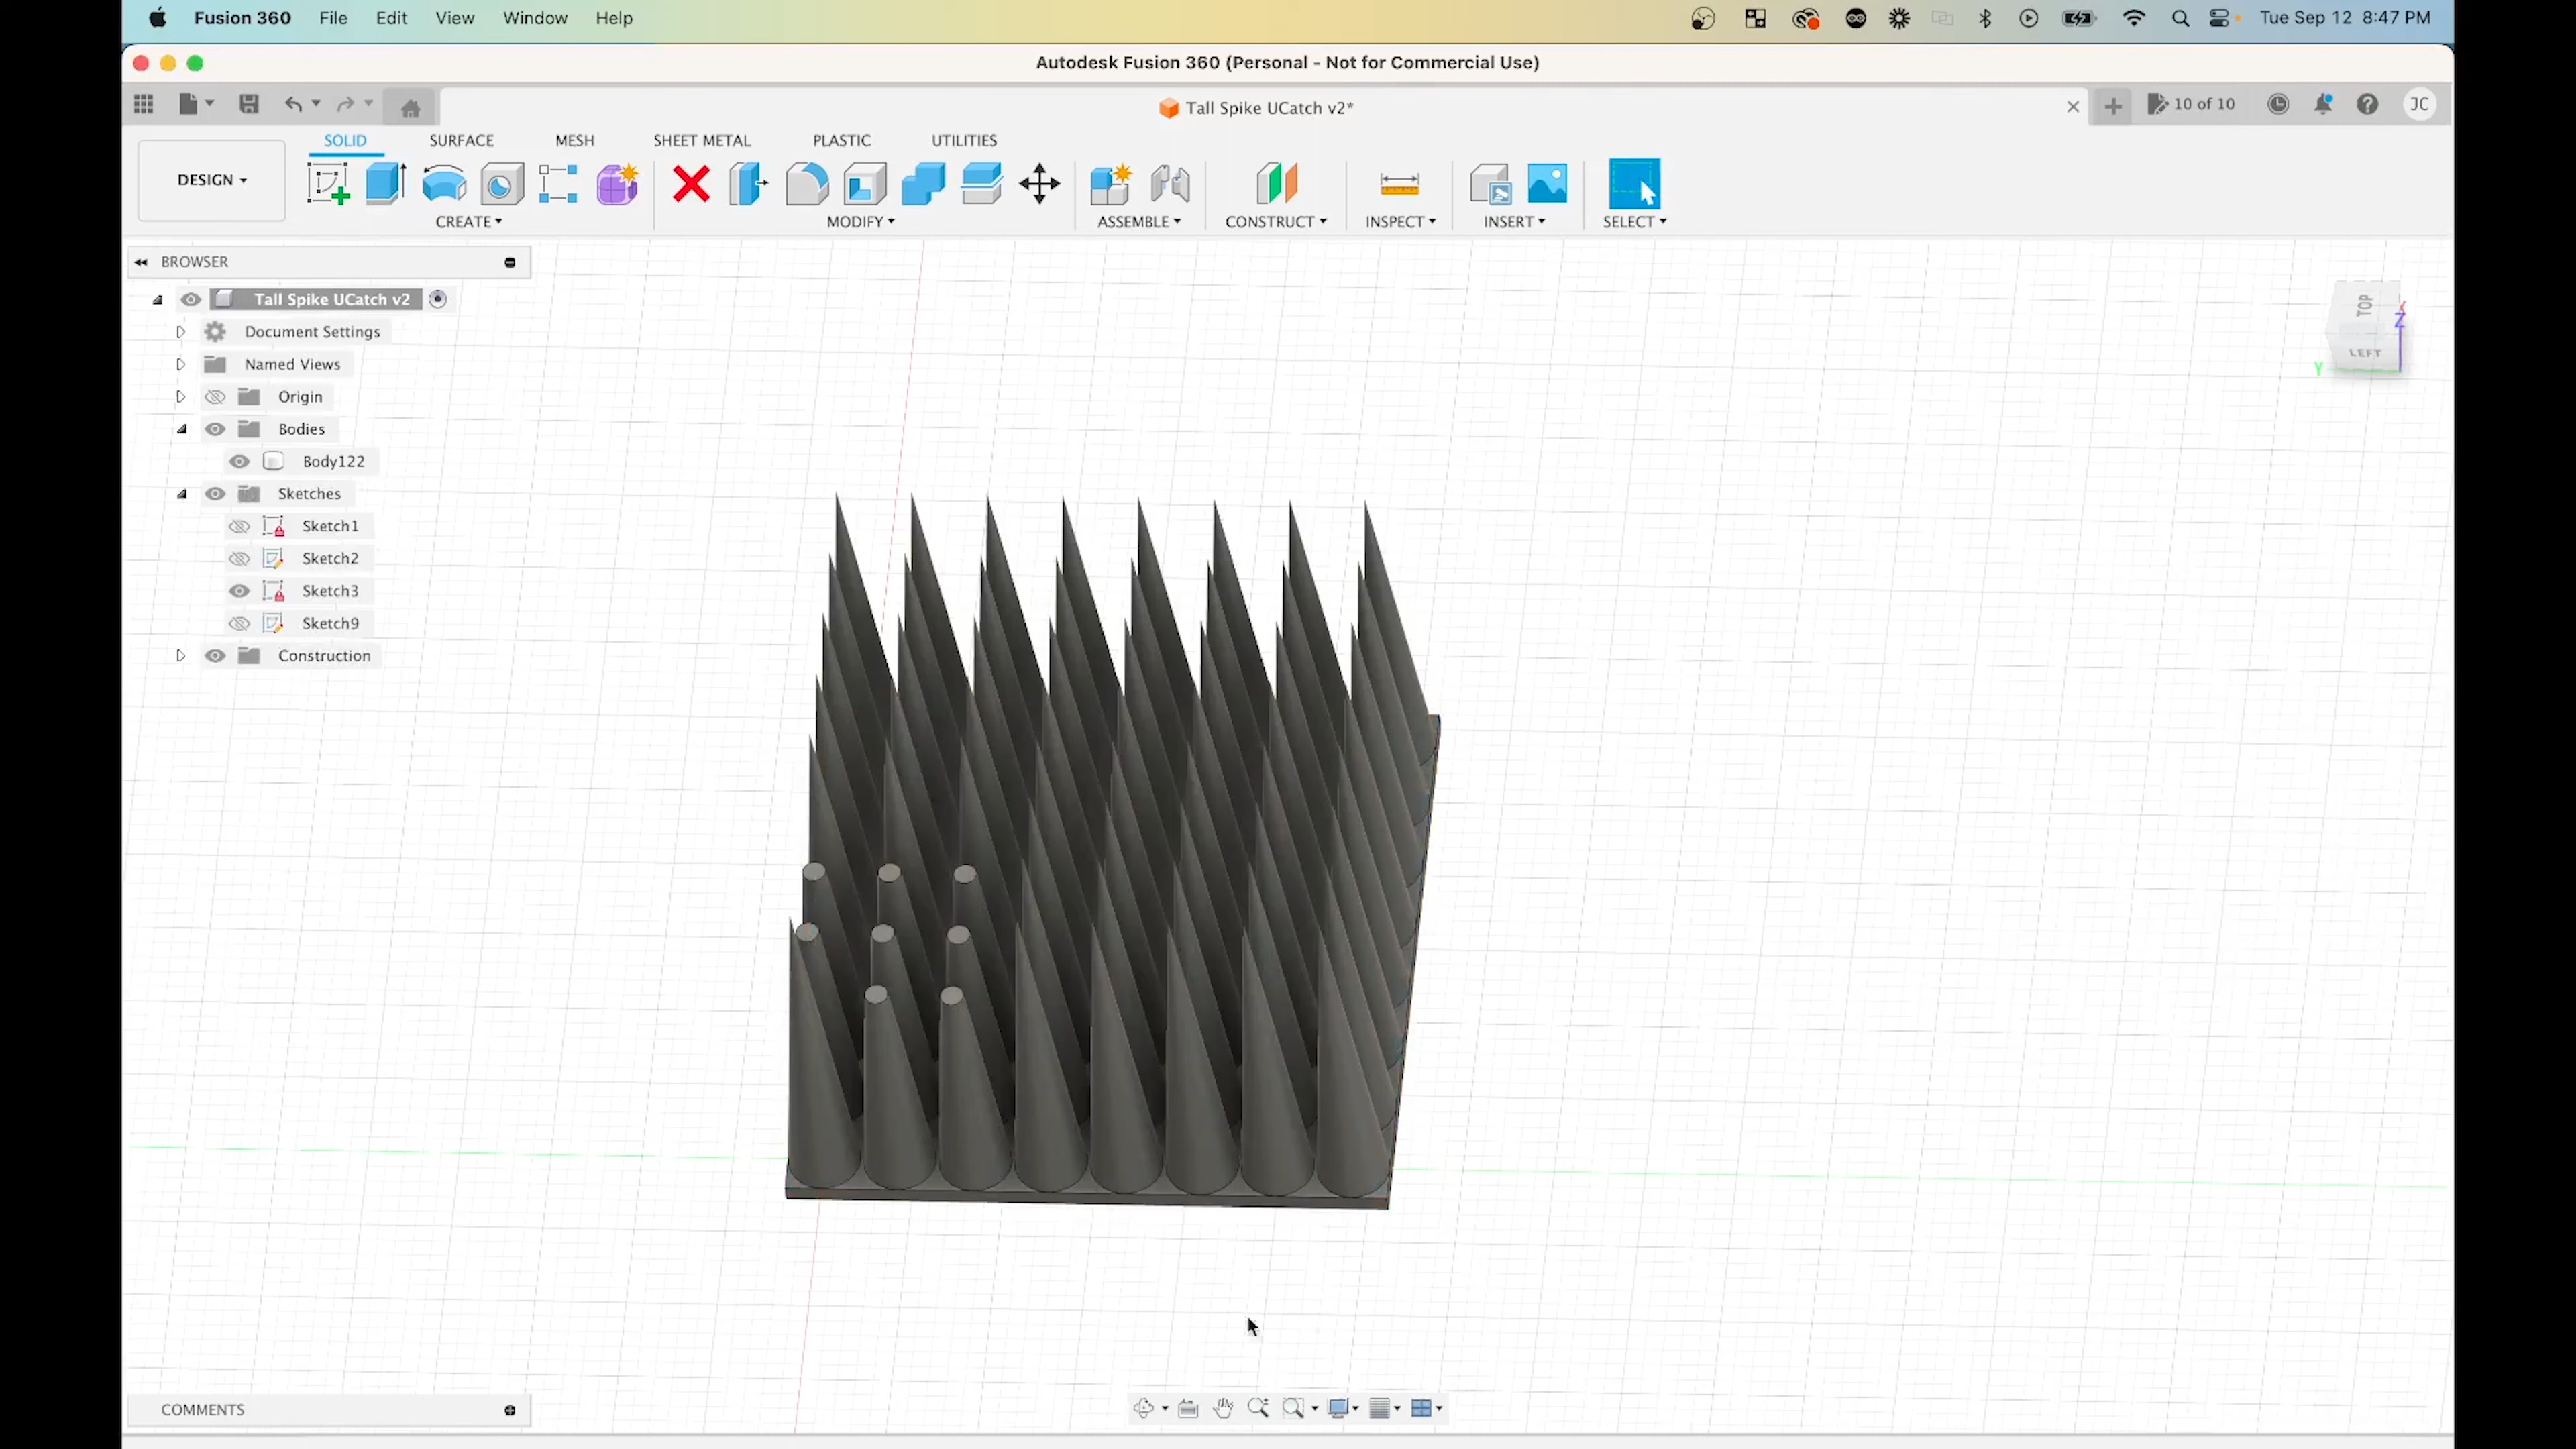 Fusion 360 File Edit View Window Help Tue Sep 12 8:47 PM
Autodesk Fusion 360 (Personal - Not for Commercial Use)
Tall Spike UCatch v2* 10 of 10 JC
SOLID SURFACE MESH SHEET METAL PLASTIC UTILITIES
DESIGN
CREATE MODIFY ASSEMBLE CONSTRUCT INSPECT INSERT SELECT
BROWSER
Tall Spike UCatch v2
Document Settings
Named Views
Origin
Bodies
Body122
Sketches
Sketch1
Sketch2
Sketch3
Sketch9
Construction
TOP
Z
LEFT
Y
COMMENTS